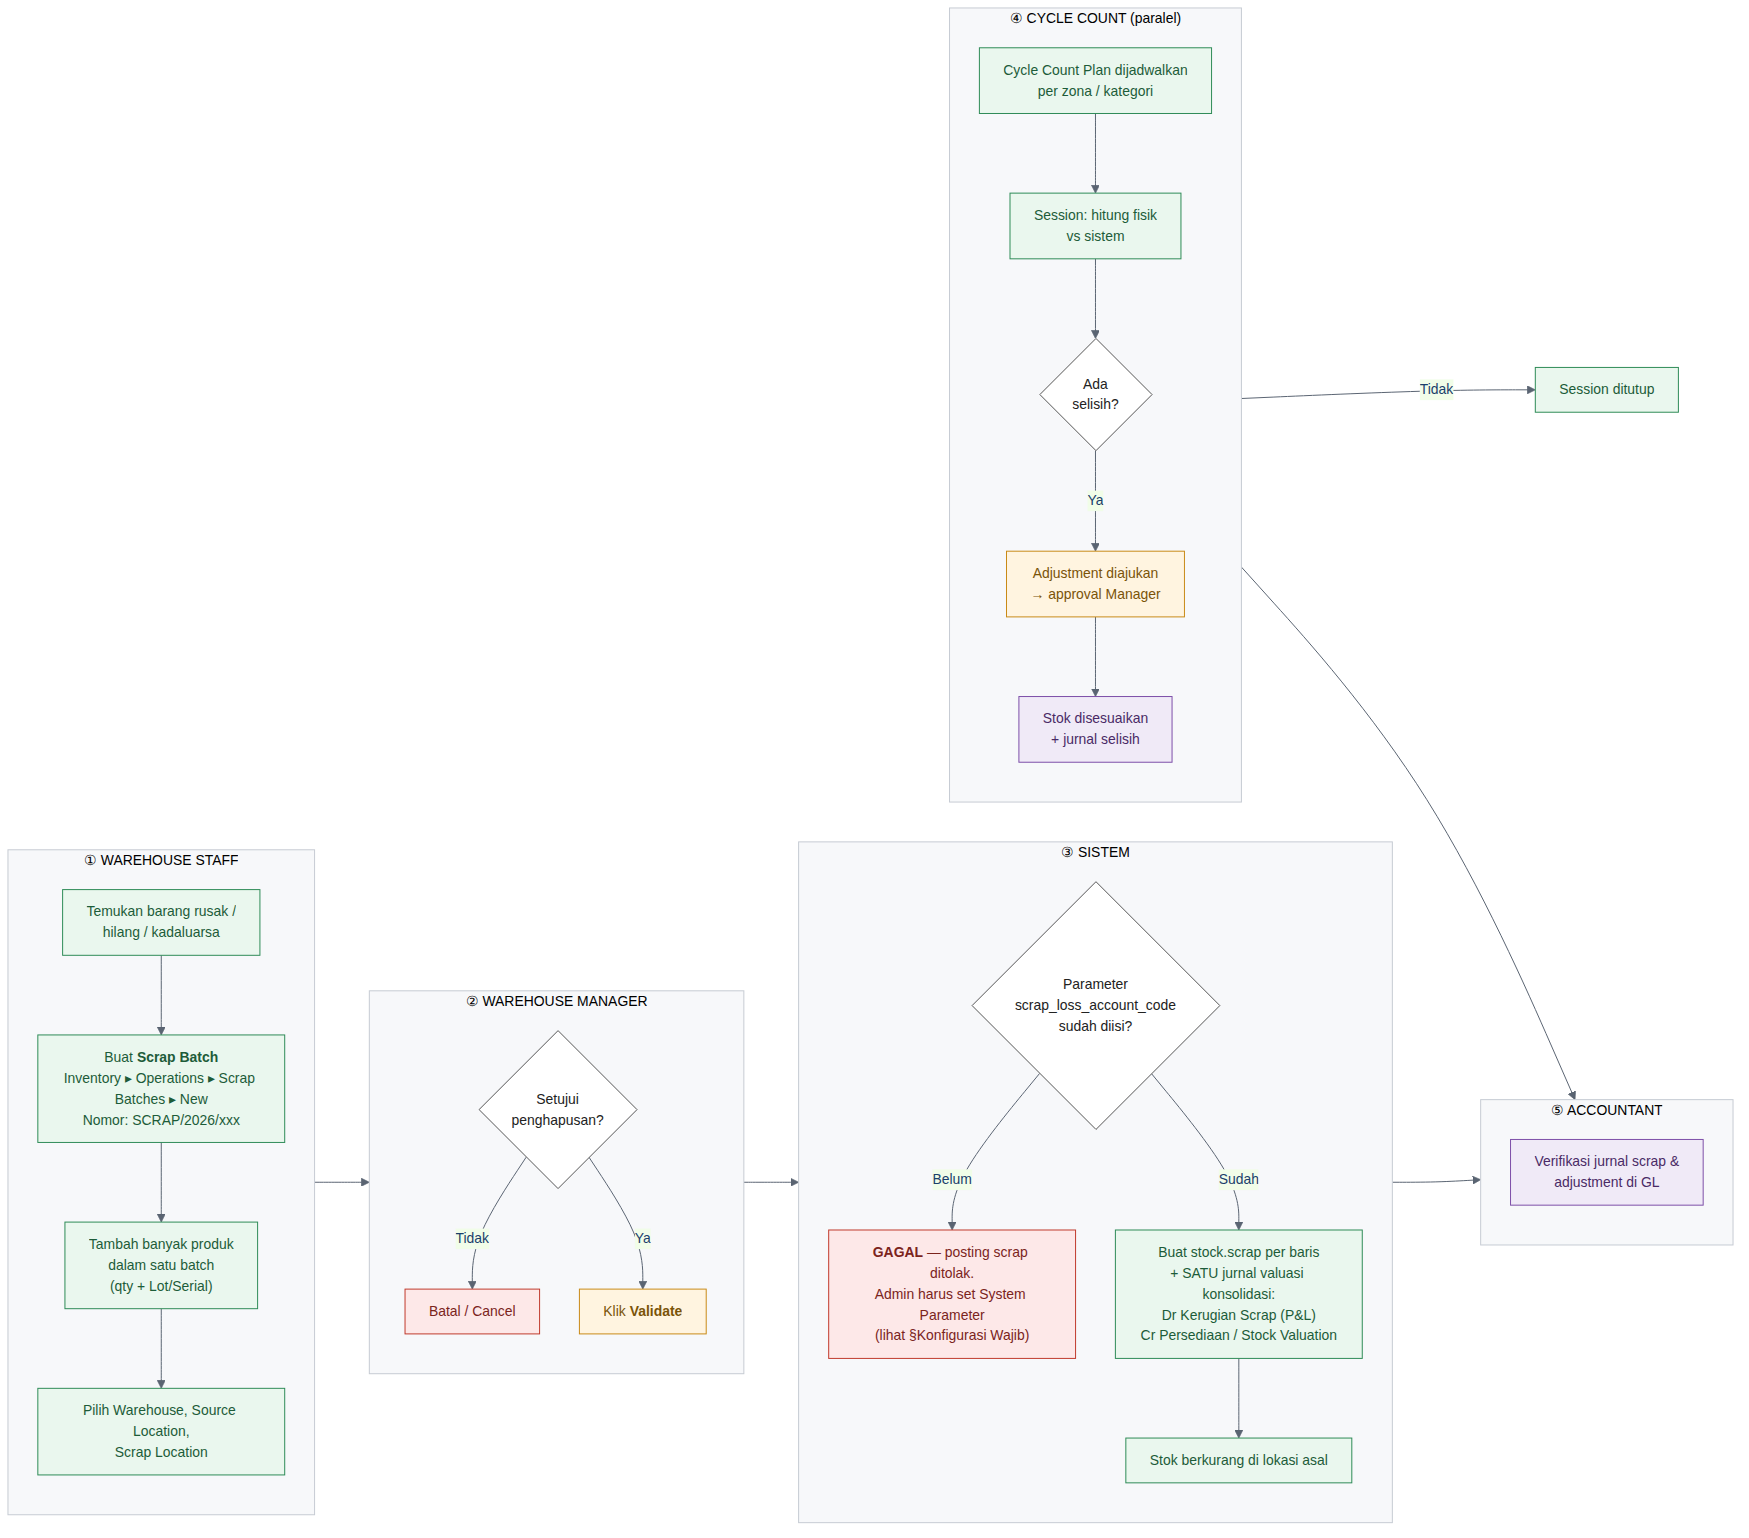 ④ CYCLE COUNT (paralel)
Cycle Count Plan dijadwalkan
per zona / kategori
Session: hitung fisik
vs sistem
Ada
selisih?
Tidak
Session ditutup
Ya
Adjustment diajukan
→ approval Manager
Stok disesuaikan
+ jurnal selisih
① WAREHOUSE STAFF
Temukan barang rusak /
hilang / kadaluarsa
Buat Scrap Batch
Inventory ▸ Operations ▸ Scrap
Batches ▸ New
Nomor: SCRAP/2026/xxx
Tambah banyak produk
dalam satu batch
(qty + Lot/Serial)
Pilih Warehouse, Source
Location,
Scrap Location
② WAREHOUSE MANAGER
Setujui
penghapusan?
Tidak
Ya
Batal / Cancel
Klik Validate
③ SISTEM
Parameter
scrap_loss_account_code
sudah diisi?
Belum
Sudah
GAGAL — posting scrap
ditolak.
Admin harus set System
Parameter
(lihat §Konfigurasi Wajib)
Buat stock.scrap per baris
+ SATU jurnal valuasi
konsolidasi:
Dr Kerugian Scrap (P&L)
Cr Persediaan / Stock Valuation
Stok berkurang di lokasi asal
⑤ ACCOUNTANT
Verifikasi jurnal scrap &
adjustment di GL